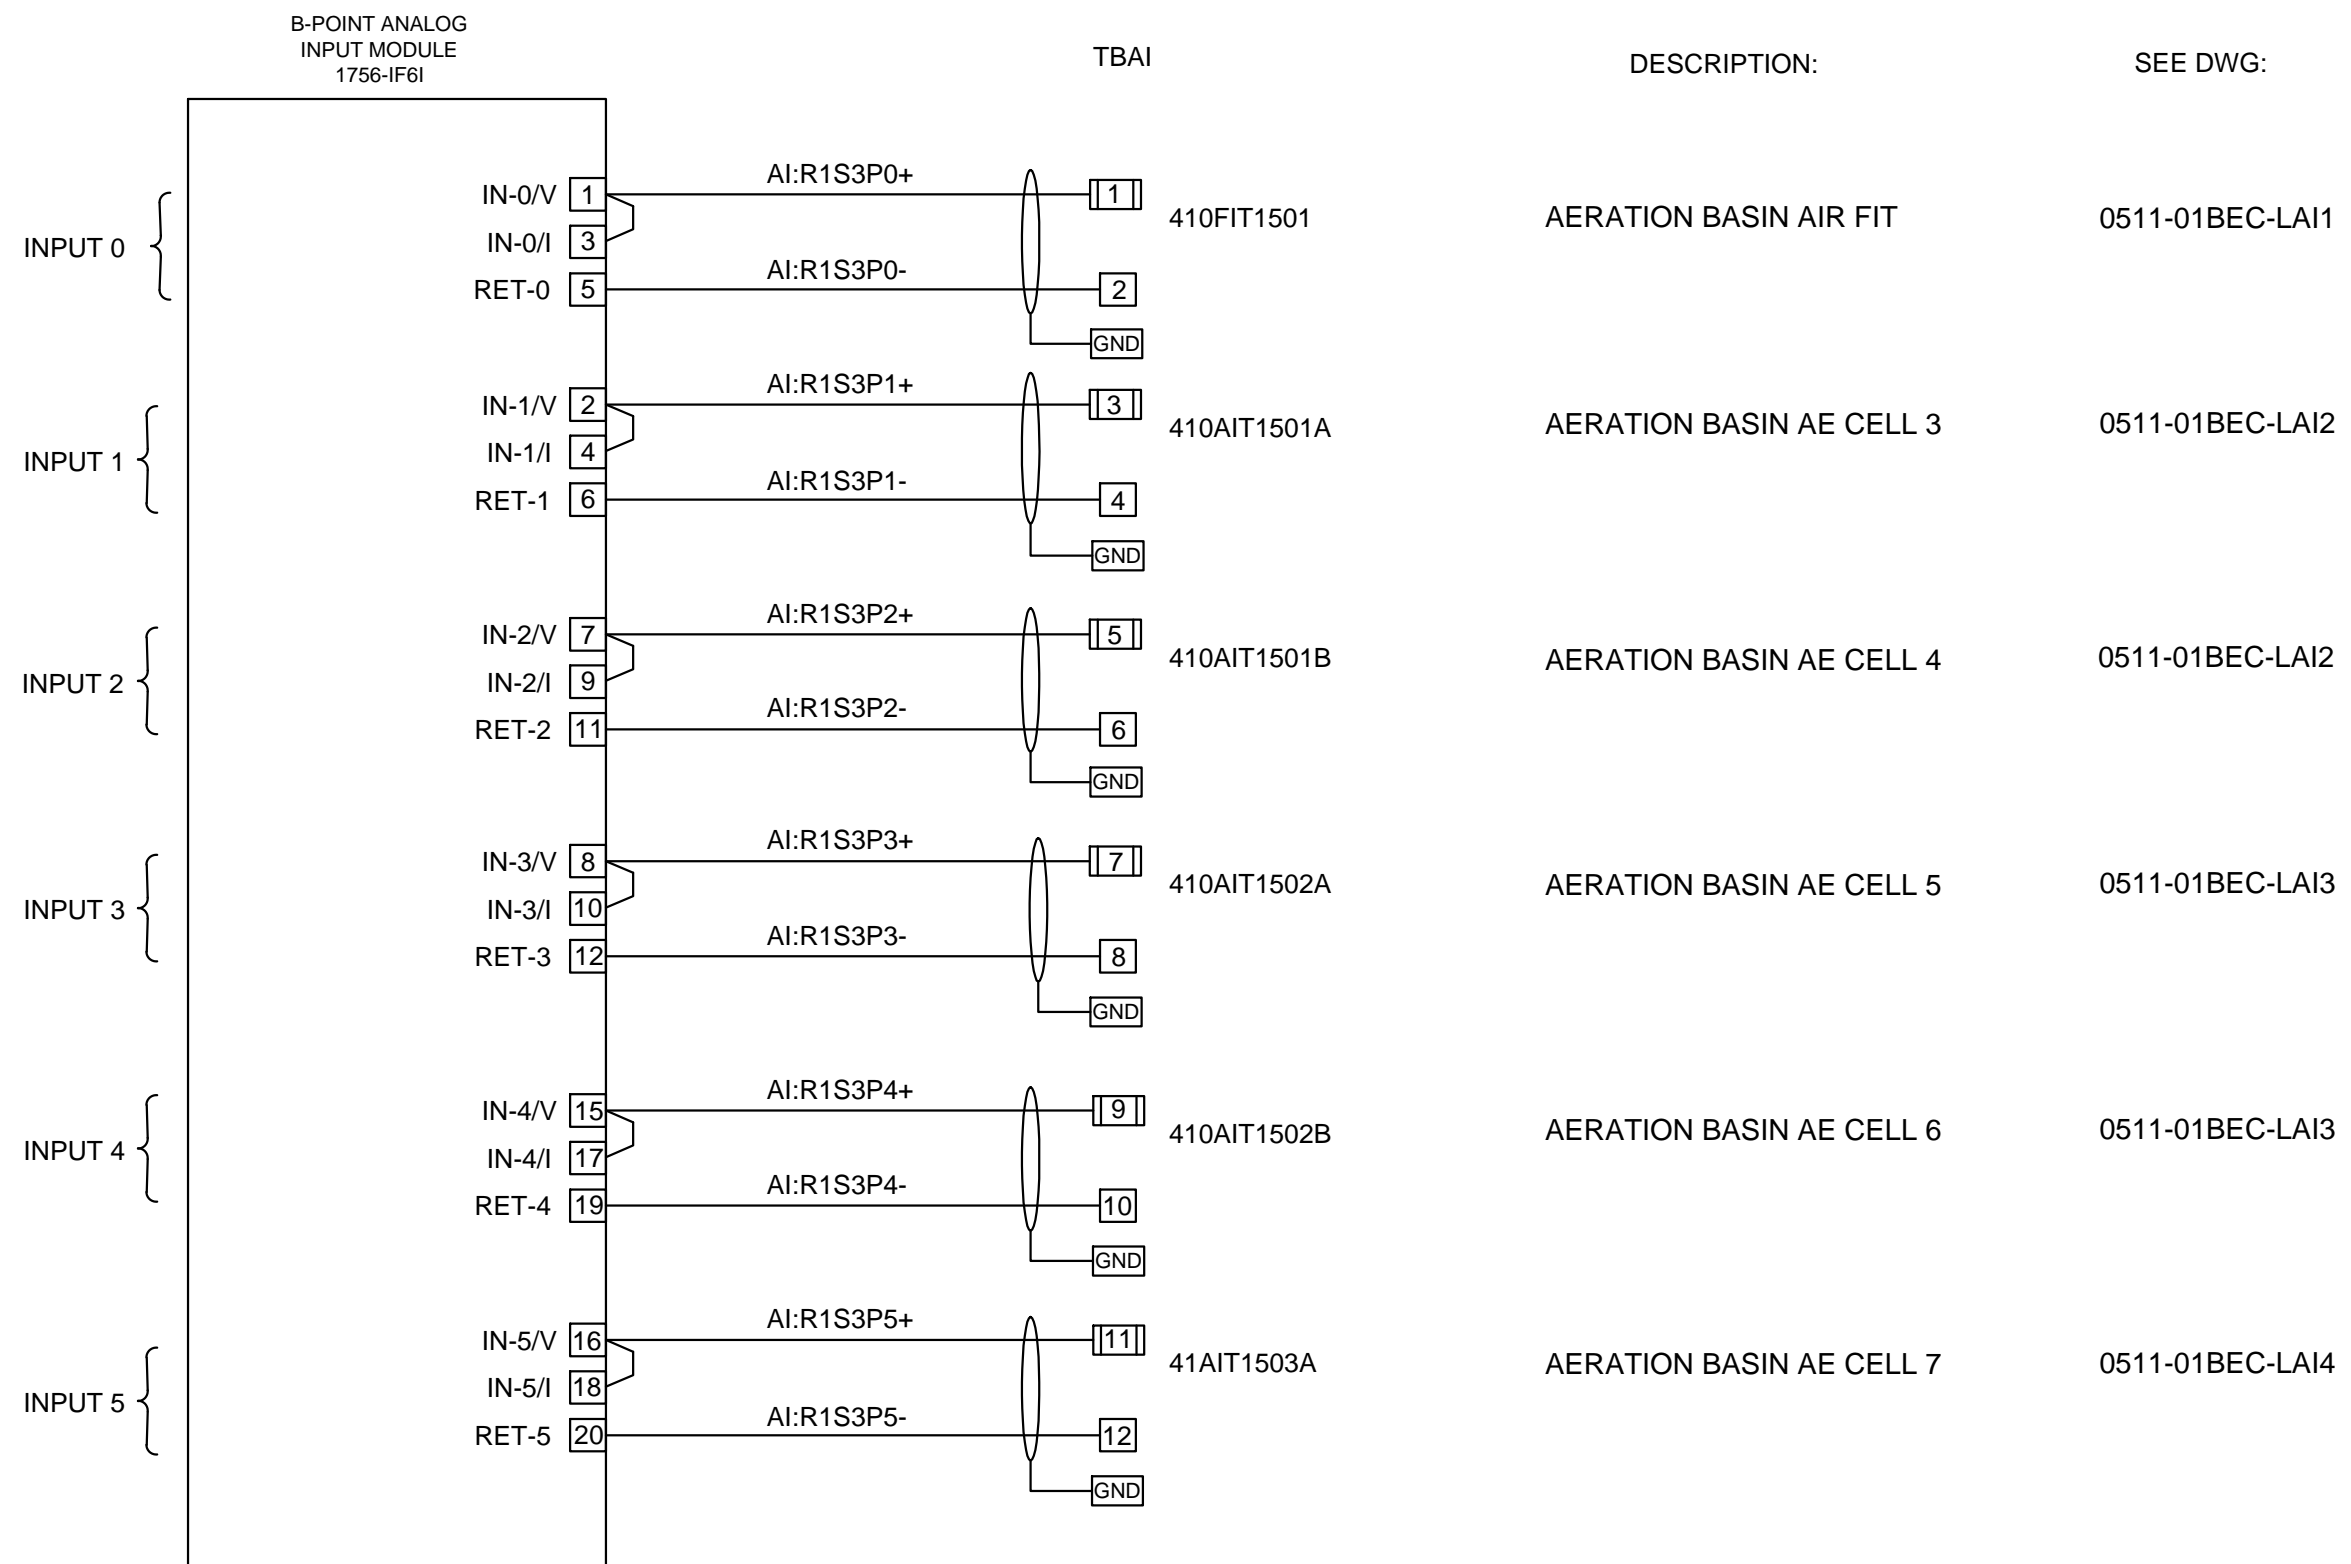 B-POINT ANALOG
INPUT MODULE
1756-IF6I
TBAI
DESCRIPTION:
SEE DWG:
INPUT 0
IN-0/V 1
AI:R1S3P0+
1
IN-0/I 3
410FIT1501
AERATION BASIN AIR FIT
0511-01BEC-LAI1
RET-0 5
AI:R1S3P0-
2
GND
INPUT 1
IN-1/V 2
AI:R1S3P1+
3
IN-1/I 4
410AIT1501A
AERATION BASIN AE CELL 3
0511-01BEC-LAI2
RET-1 6
AI:R1S3P1-
4
GND
INPUT 2
IN-2/V 7
AI:R1S3P2+
5
IN-2/I 9
410AIT1501B
AERATION BASIN AE CELL 4
0511-01BEC-LAI2
RET-2 11
AI:R1S3P2-
6
GND
INPUT 3
IN-3/V 8
AI:R1S3P3+
7
IN-3/I 10
410AIT1502A
AERATION BASIN AE CELL 5
0511-01BEC-LAI3
RET-3 12
AI:R1S3P3-
8
GND
INPUT 4
IN-4/V 15
AI:R1S3P4+
9
IN-4/I 17
410AIT1502B
AERATION BASIN AE CELL 6
0511-01BEC-LAI3
RET-4 19
AI:R1S3P4-
10
GND
INPUT 5
IN-5/V 16
AI:R1S3P5+
11
IN-5/I 18
41AIT1503A
AERATION BASIN AE CELL 7
0511-01BEC-LAI4
RET-5 20
AI:R1S3P5-
12
GND